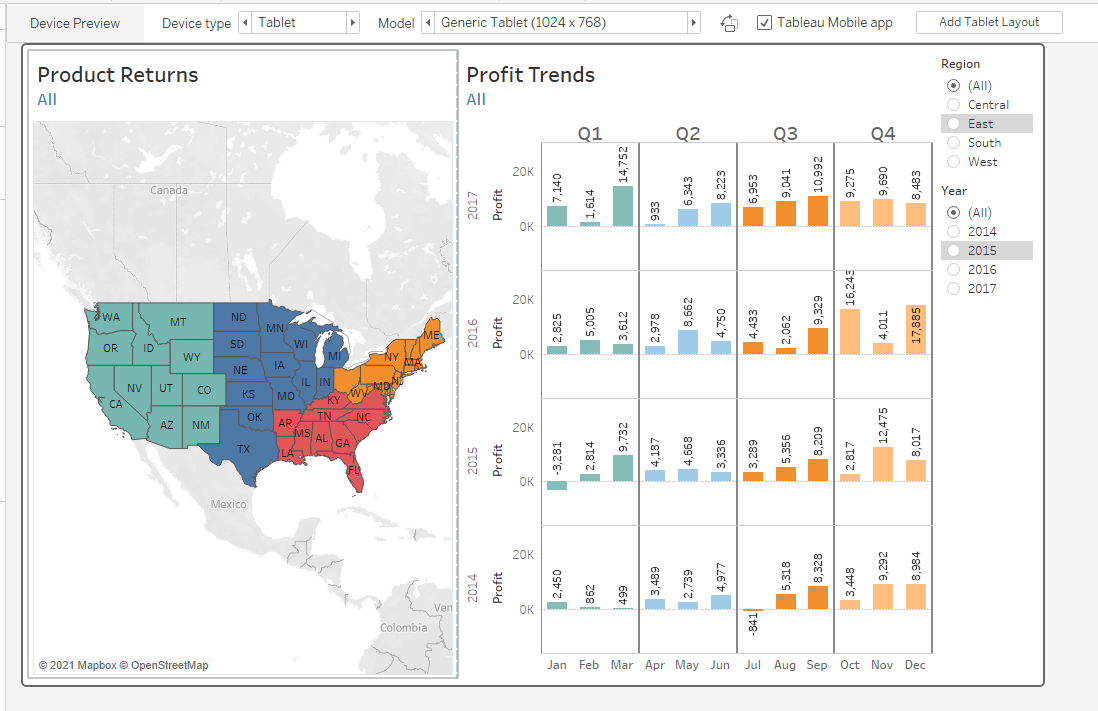 Device Preview
Device type
Tablet
Model
Generic Tablet (1024 x 768)
Tableau Mobile app
Add Tablet Layout
Product Returns
All
Canada
WA
MT
ND
MN
OR
ID
SD
WI
WY
MI
ME
NY
MA
NE
IA
NV
UT
CO
IL
IN
MD
NJ
CA
KS
MO
KY
WV
AZ
NM
OK
AR
TN
NC
TX
MS
AL
GA
LA
FL
Mexico
Ven
Colombia
© 2021 Mapbox © OpenStreetMap
Profit Trends
All
Q1 Q2 Q3 Q4
2017
Profit
20K
0K
7,140 1,614 14,752 933 6,343 8,223 6,953 9,041 10,992 9,275 9,690 8,483
2016
Profit
20K
0K
2,825 5,005 3,612 2,978 8,662 4,750 4,433 2,062 9,329 16,243 4,011 17,885
2015
Profit
20K
0K
-3,281 2,814 9,732 4,187 4,668 3,336 3,289 5,356 8,209 2,817 12,475 8,017
2014
Profit
20K
0K
2,450 862 499 3,489 2,739 4,977 -841 5,318 8,328 3,448 9,292 8,984
Jan Feb Mar Apr May Jun Jul Aug Sep Oct Nov Dec
Region
(All)
Central
East
South
West
Year
(All)
2014
2015
2016
2017